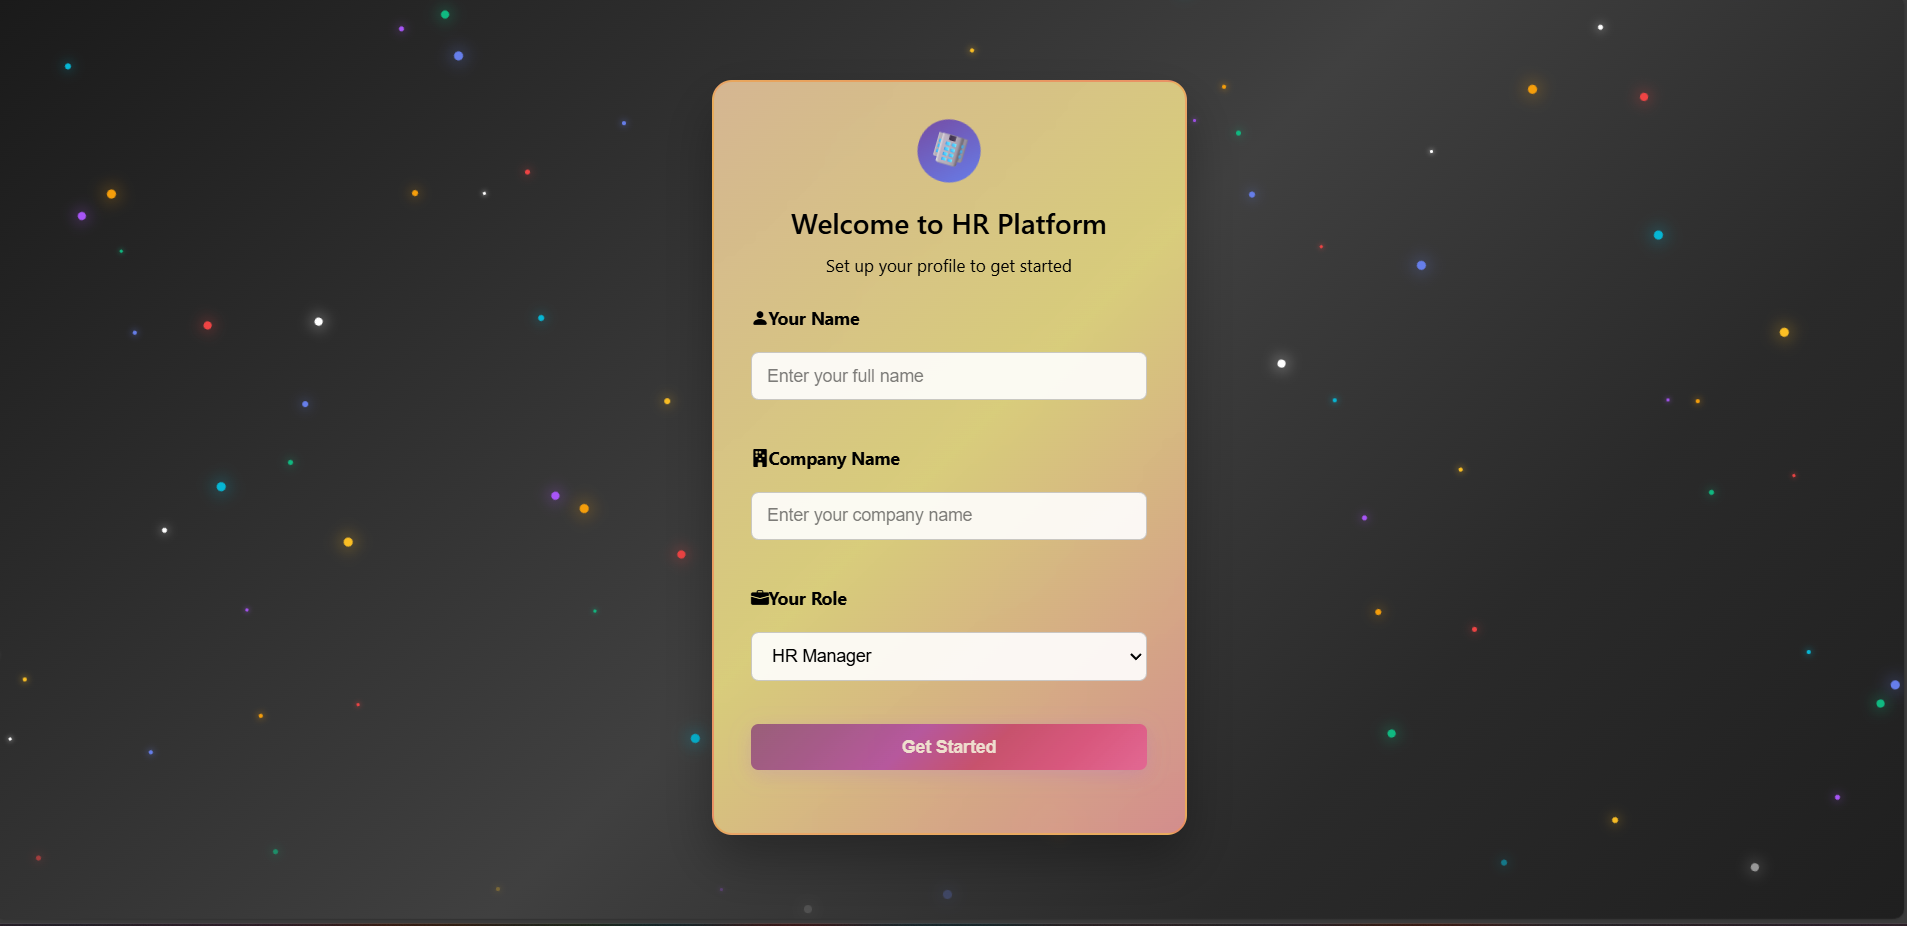 Welcome to HR Platform
Set up your profile to get started
Your Name
Enter your full name
Company Name
Enter your company name
Your Role
HR Manager
Get Started